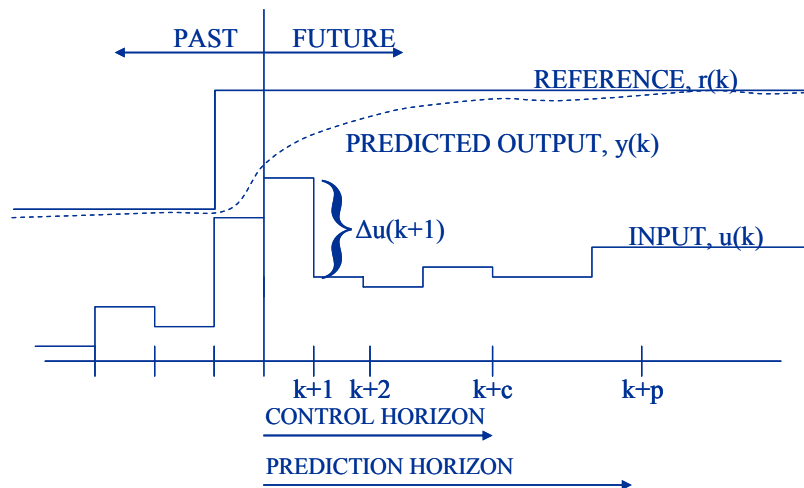 PAST
FUTURE
REFERENCE, r(k)
PREDICTED OUTPUT, y(k)
Δu(k+1)
INPUT, u(k)
k+1
k+2
k+c
k+p
CONTROL HORIZON
PREDICTION HORIZON